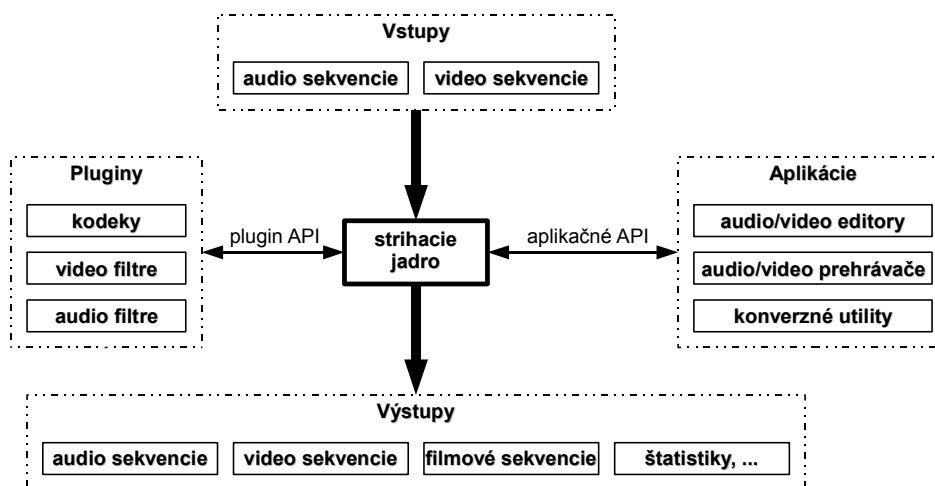 Vstupy
audio sekvencie
video sekvencie
Pluginy
kodeky
video filtre
audio filtre
plugin API
strihacie
jadro
aplikačné API
Aplikácie
audio/video editory
audio/video prehrávače
konverzné utility
Výstupy
audio sekvencie
video sekvencie
filmové sekvencie
štatistiky, ...